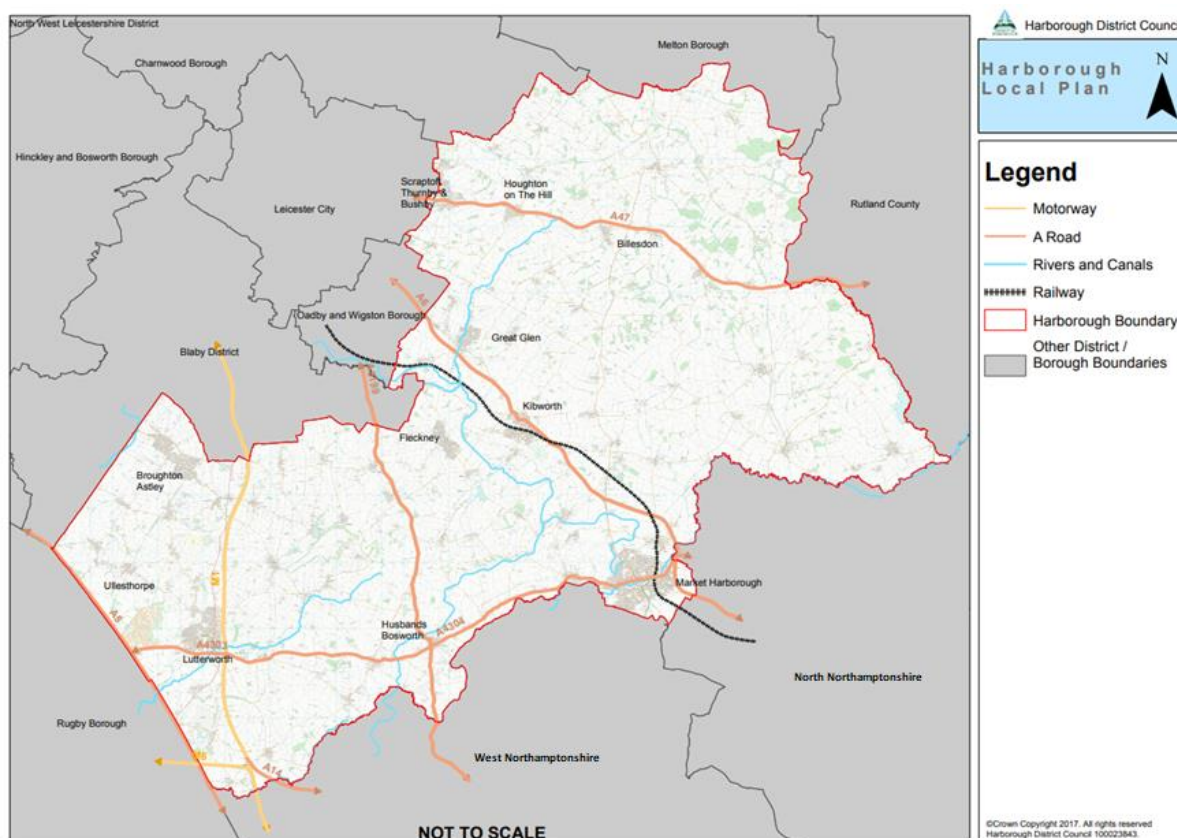 North West Leicestershire District
Charnwood Borough
Melton Borough
Hinckley and Bosworth Borough
Leicester City
Scraptoft,
Thurnby &
Bushby
Houghton
on The Hill
A47
Billesdon
Rutland County
A6
Oadby and Wigston Borough
Great Glen
Blaby District
A5199
Kibworth
Fleckney
Broughton
Astley
M1
Ullesthorpe
A5
Market Harborough
Husbands
Bosworth
A4304
A4303
Lutterworth
North Northamptonshire
Rugby Borough
M6
A14
West Northamptonshire
NOT TO SCALE
Harborough District Council
Harborough
Local Plan
N
Legend
Motorway
A Road
Rivers and Canals
Railway
Harborough Boundary
Other District /
Borough Boundaries
©Crown Copyright 2017. All rights reserved
Harborough District Council 100023843.